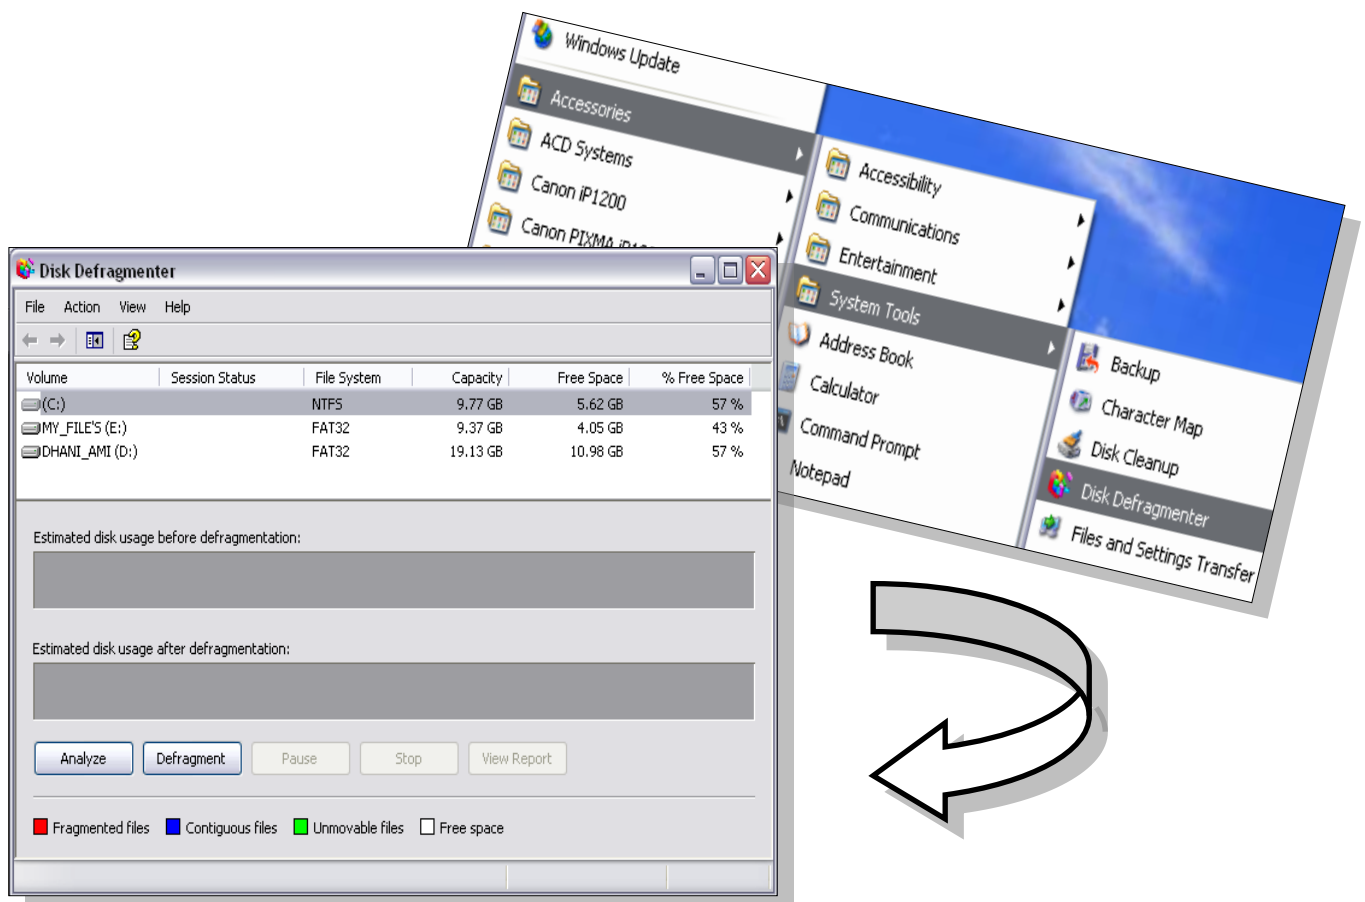 Windows Update
Accessories
ACD Systems
Canon iP1200
Canon PIXMA
Accessibility
Communications
Entertainment
System Tools
Address Book
Calculator
Command Prompt
Notepad
Backup
Character Map
Disk Cleanup
Disk Defragmenter
Files and Settings Transfer
Disk Defragmenter
File Action View Help
Volume Session Status File System Capacity Free Space % Free Space
(C:) NTFS 9.77 GB 5.62 GB 57 %
MY_FILE'S (E:) FAT32 9.37 GB 4.05 GB 43 %
DHANI_AMI (D:) FAT32 19.13 GB 10.98 GB 57 %
Estimated disk usage before defragmentation:
Estimated disk usage after defragmentation:
Analyze Defragment Pause Stop View Report
Fragmented files Contiguous files Unmovable files Free space